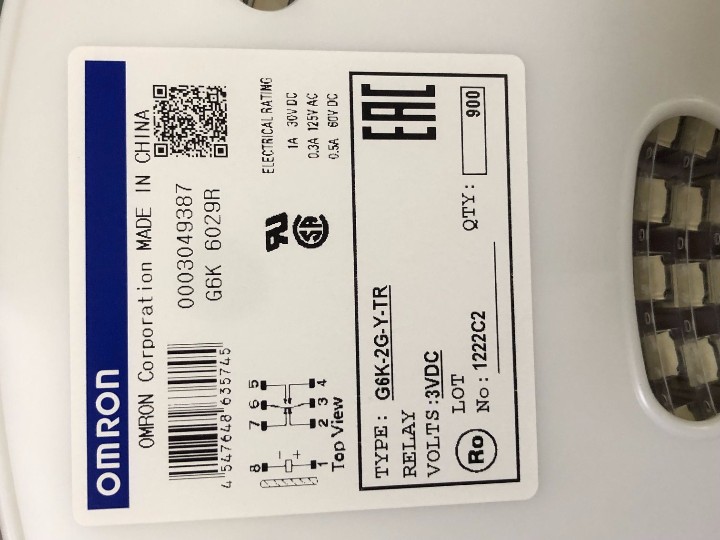 OMRON
OMRON Corporation MADE IN CHINA
0003049387
G6K 6029R
4 547648 635745
ELECTRICAL RATING
1A 30V DC
0.3A 125V AC
0.5A 60V DC
8 7 6 5
- +
1 2 3 4
Top View
EAC
TYPE: G6K-2G-Y-TR
RELAY
VOLTS:3VDC
Ro
LOT
No: 1222C2
QTY: 900